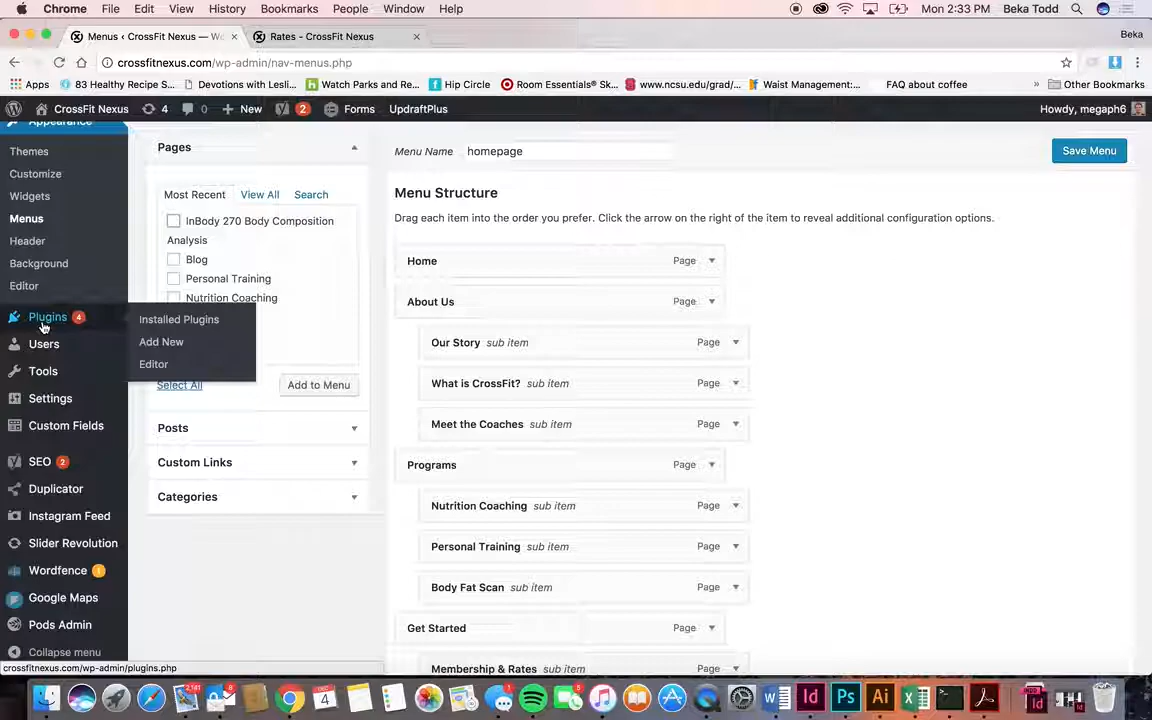 Chrome File Edit View History Bookmarks People Window Help Mon 2:33 PM Beka Todd
Menus ‹ CrossFit Nexus — Wo × Rates - CrossFit Nexus × Beka
crossfitnexus.com/wp-admin/nav-menus.php
Apps 83 Healthy Recipe S... Devotions with Lesli... Watch Parks and Re... Hip Circle Room Essentials® Sk... www.ncsu.edu/grad/... Waist Management:... FAQ about coffee » Other Bookmarks
CrossFit Nexus 4 0 + New 2 Forms UpdraftPlus Howdy, megaph6
Appearance
Themes
Customize
Widgets
Menus
Header
Background
Editor
Plugins 4
Installed Plugins
Add New
Editor
Users
Tools
Settings
Custom Fields
SEO 2
Duplicator
Instagram Feed
Slider Revolution
Wordfence 1
Google Maps
Pods Admin
Collapse menu
crossfitnexus.com/wp-admin/plugins.php
Pages
Most Recent View All Search
InBody 270 Body Composition
Analysis
Blog
Personal Training
Nutrition Coaching
Select All Add to Menu
Posts
Custom Links
Categories
Menu Name homepage Save Menu
Menu Structure
Drag each item into the order you prefer. Click the arrow on the right of the item to reveal additional configuration options.
Home Page
About Us Page
Our Story sub item Page
What is CrossFit? sub item Page
Meet the Coaches sub item Page
Programs Page
Nutrition Coaching sub item Page
Personal Training sub item Page
Body Fat Scan sub item Page
Get Started Page
Membership & Rates sub item Page